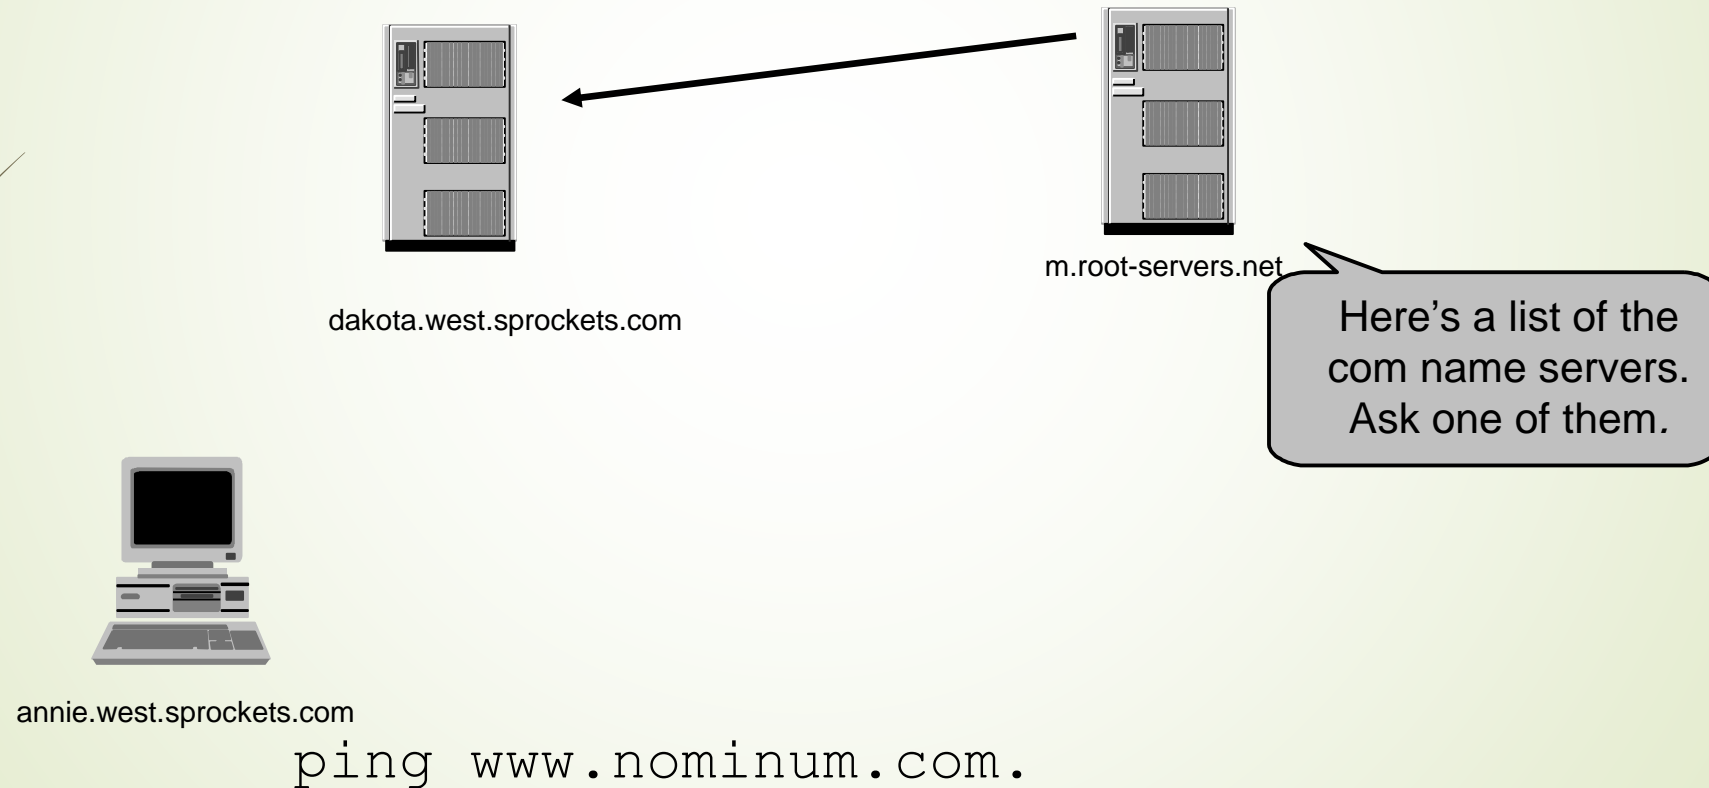 m.root-servers.net
dakota.west.sprockets.com
Here’s a list of the
com name servers.
Ask one of them.
annie.west.sprockets.com
ping www.nominum.com.